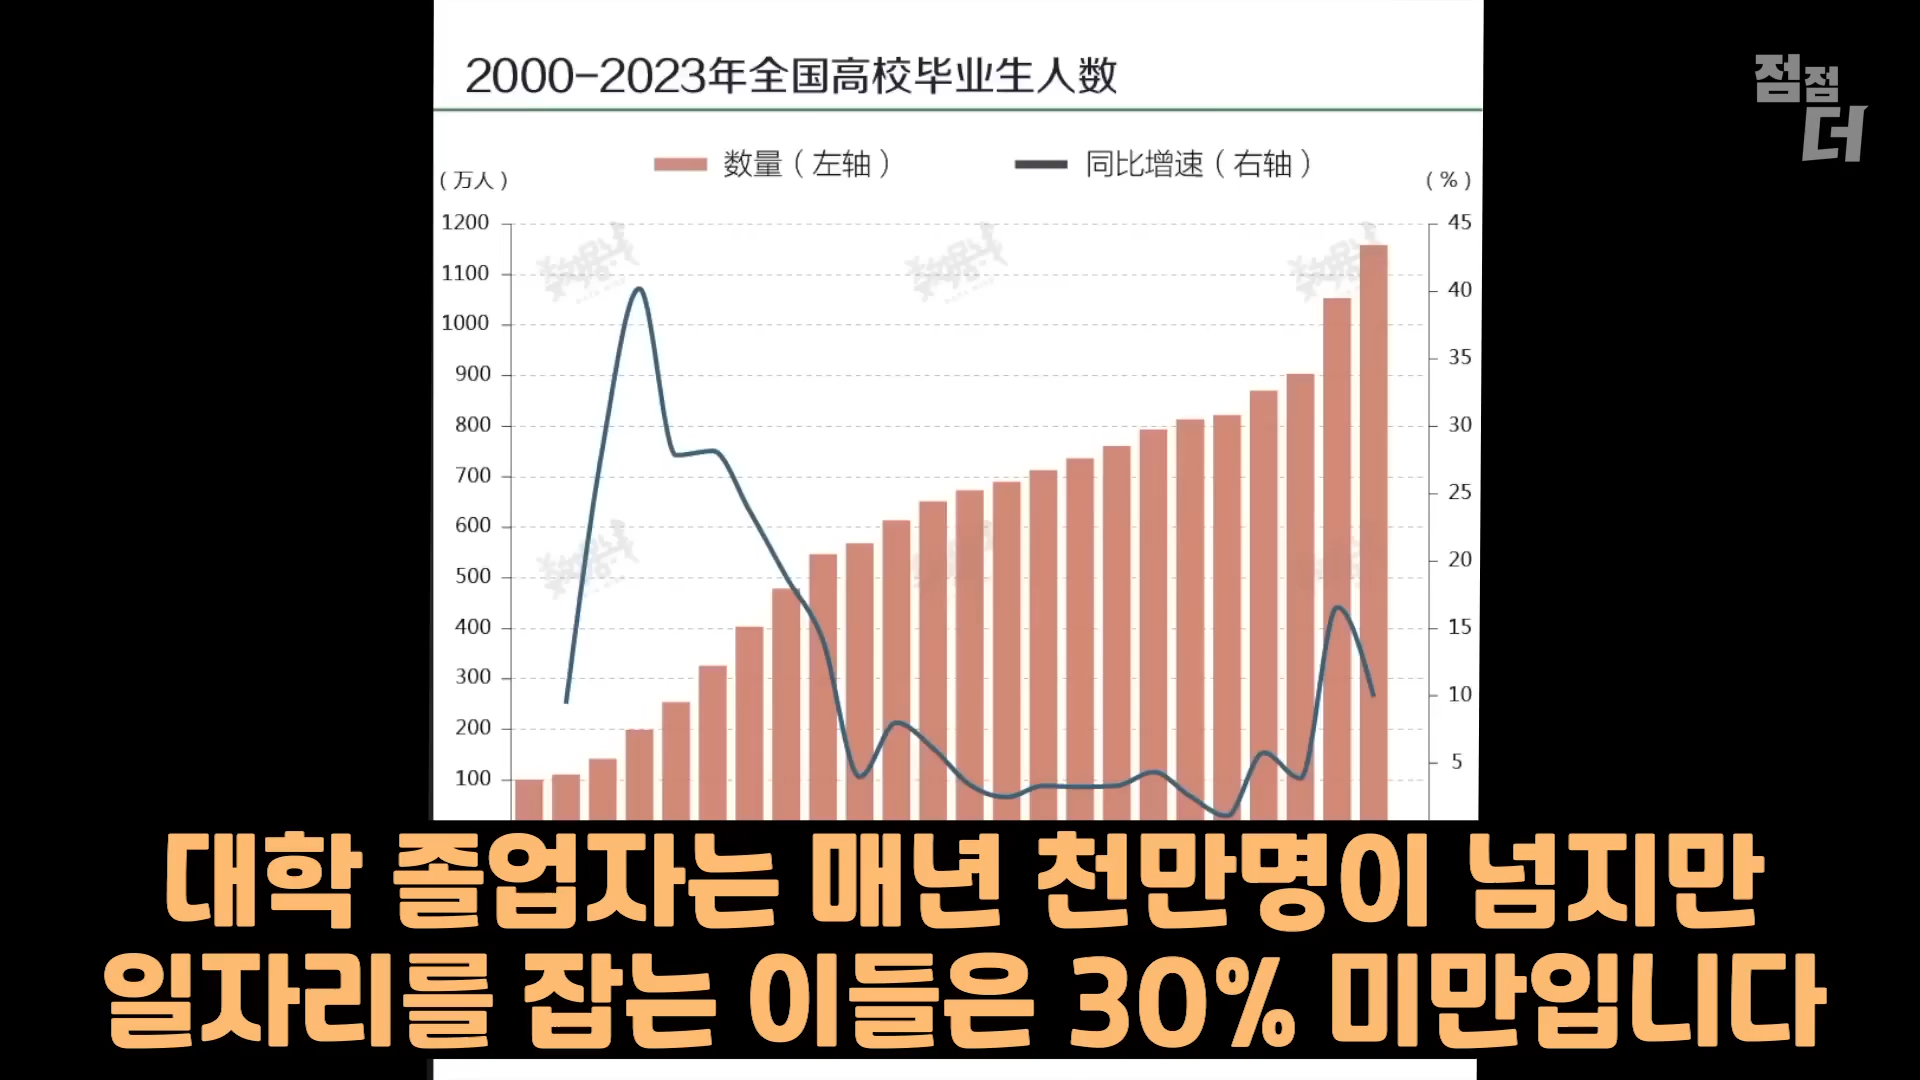 2000-2023年全国高校毕业生人数
점점
더
数量（左轴）
同比增速（右轴）
（万人）
（%）
1200
1100
1000
900
800
700
600
500
400
300
200
100
45
40
35
30
25
20
15
10
5
대학 졸업자는 매년 천만명이 넘지만
일자리를 잡는 이들은 30% 미만입니다